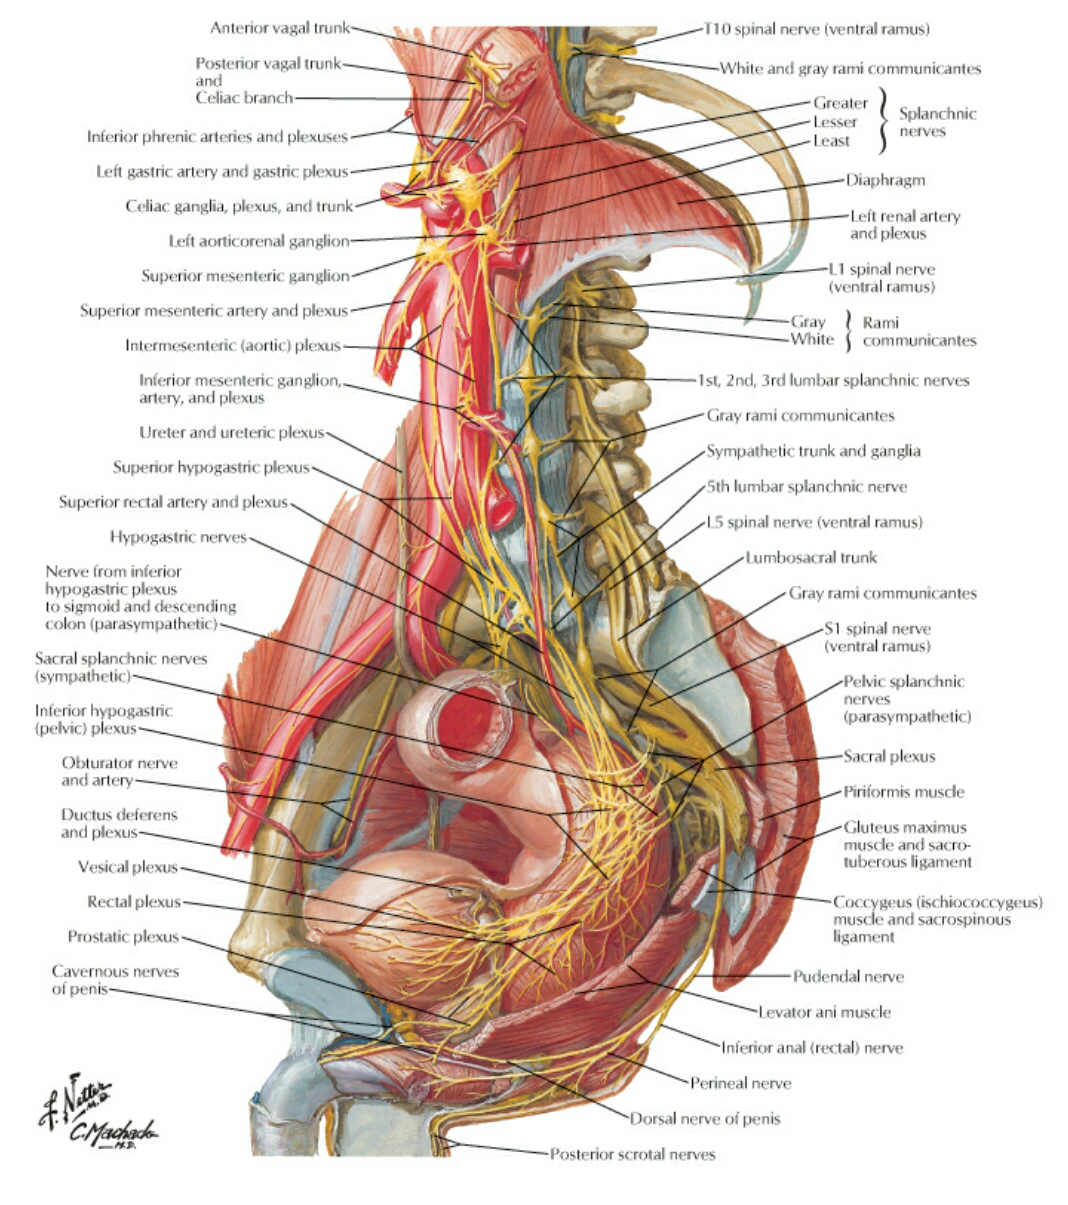 Anterior vagal trunk
Posterior vagal trunk
and
Celiac branch
Inferior phrenic arteries and plexuses
Left gastric artery and gastric plexus
Celiac ganglia, plexus, and trunk
Left aorticorenal ganglion
Superior mesenteric ganglion
Superior mesenteric artery and plexus
Intermesenteric (aortic) plexus
Inferior mesenteric ganglion,
artery, and plexus
Ureter and ureteric plexus
Superior hypogastric plexus
Superior rectal artery and plexus
Hypogastric nerves
Nerve from inferior
hypogastric plexus
to sigmoid and descending
colon (parasympathetic)
Sacral splanchnic nerves
(sympathetic)
Inferior hypogastric
(pelvic) plexus
Obturator nerve
and artery
Ductus deferens
and plexus
Vesical plexus
Rectal plexus
Prostatic plexus
Cavernous nerves
of penis
T10 spinal nerve (ventral ramus)
White and gray rami communicantes
Greater
Lesser
Least
Splanchnic
nerves
Diaphragm
Left renal artery
and plexus
L1 spinal nerve
(ventral ramus)
Gray
White
Rami
communicantes
1st, 2nd, 3rd lumbar splanchnic nerves
Gray rami communicantes
Sympathetic trunk and ganglia
5th lumbar splanchnic nerve
L5 spinal nerve (ventral ramus)
Lumbosacral trunk
Gray rami communicantes
S1 spinal nerve
(ventral ramus)
Pelvic splanchnic
nerves
(parasympathetic)
Sacral plexus
Piriformis muscle
Gluteus maximus
muscle and sacro-
tuberous ligament
Coccygeus (ischiococcygeus)
muscle and sacrospinous
ligament
Pudendal nerve
Levator ani muscle
Inferior anal (rectal) nerve
Perineal nerve
Dorsal nerve of penis
Posterior scrotal nerves
F. Netter
M.D.
C. Machado
M.D.